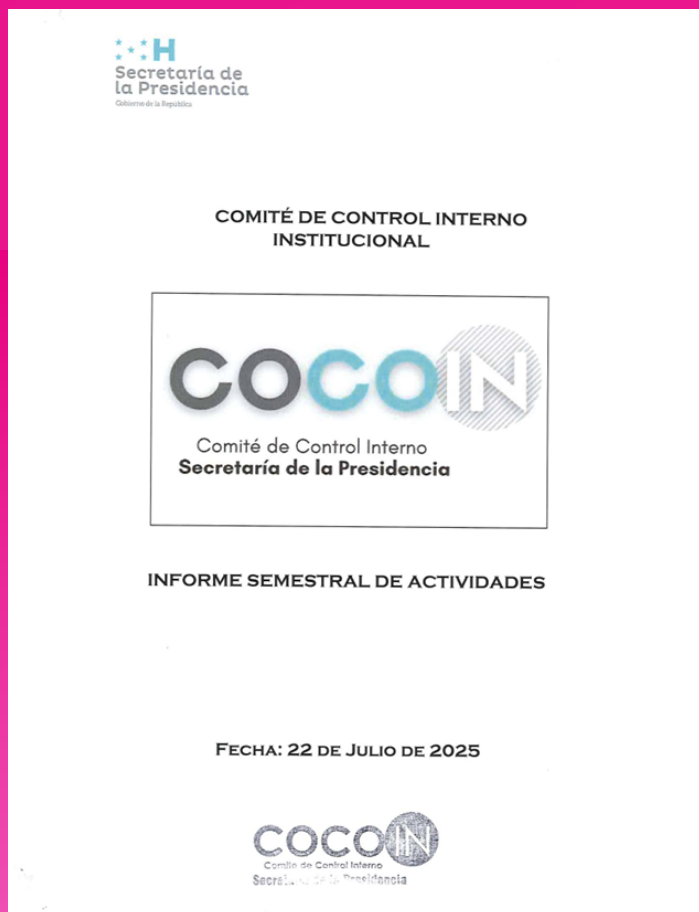 H
Secretaría de
la Presidencia
Gobierno de la República
COMITÉ DE CONTROL INTERNO
INSTITUCIONAL
COCOIN
Comité de Control Interno
Secretaría de la Presidencia
INFORME SEMESTRAL DE ACTIVIDADES
FECHA: 22 DE JULIO DE 2025
COCOIN
Comite de Control Interno
Presidencia